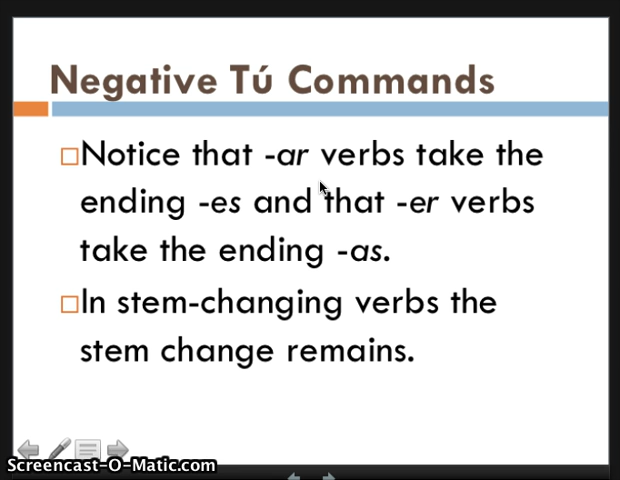 Negative Tú Commands
Notice that -ar verbs take the
ending -es and that -er verbs
take the ending -as.
In stem-changing verbs the
stem change remains.
Screencast-O-Matic.com